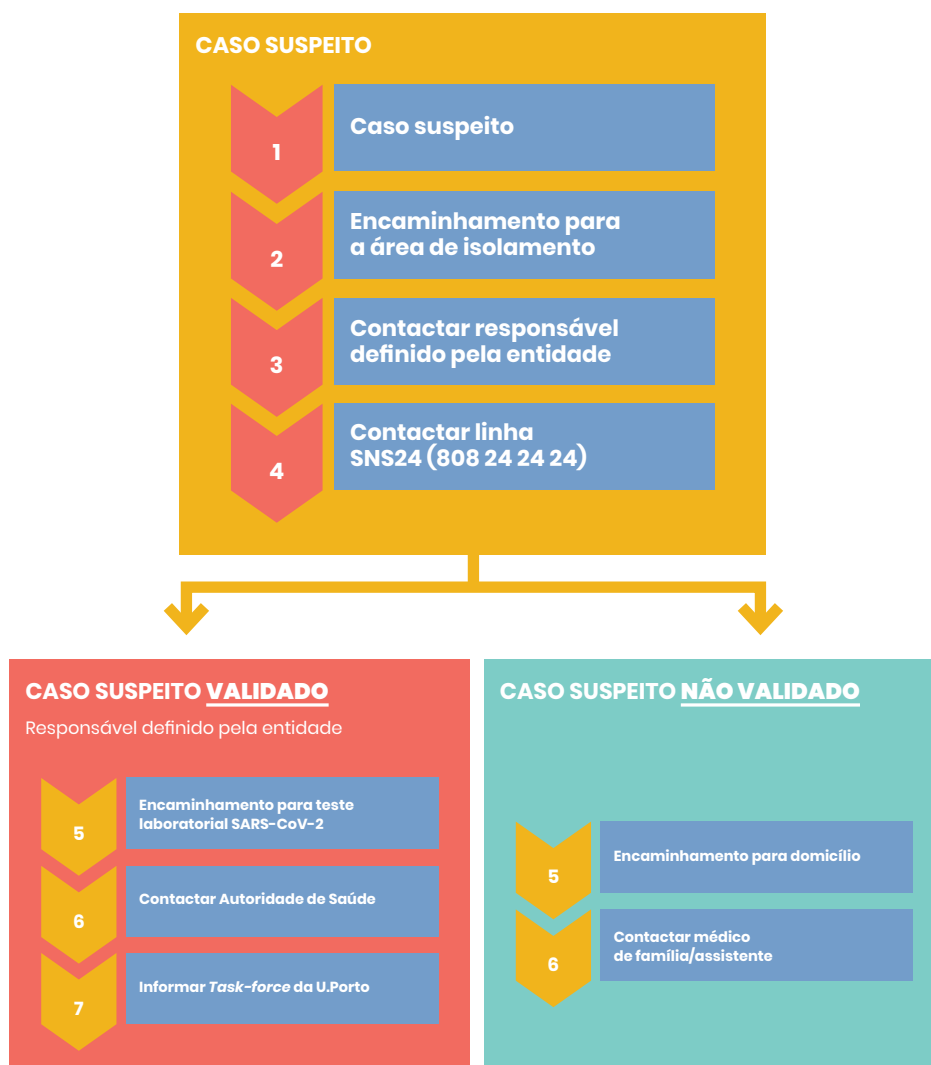 CASO SUSPEITO
1
Caso suspeito
2
Encaminhamento para
a área de isolamento
3
Contactar responsável
definido pela entidade
4
Contactar linha
SNS24 (808 24 24 24)
CASO SUSPEITO VALIDADO
Responsável definido pela entidade
5
Encaminhamento para teste
laboratorial SARS-CoV-2
6
Contactar Autoridade de Saúde
7
Informar Task-force da U.Porto
CASO SUSPEITO NÃO VALIDADO
5
Encaminhamento para domicílio
6
Contactar médico
de família/assistente